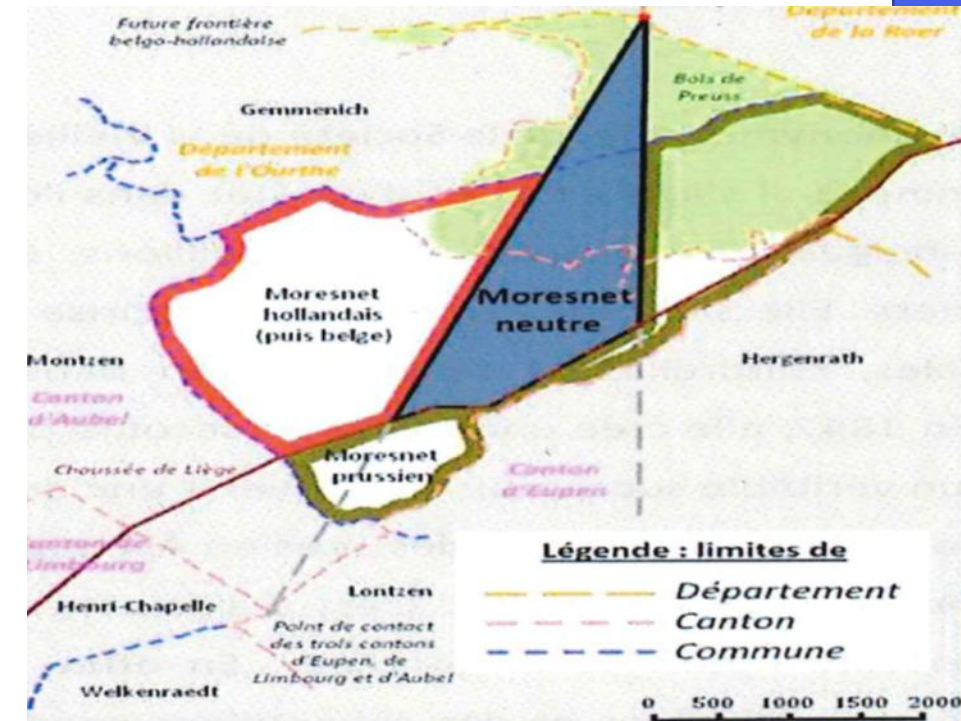 Future frontière
belgo-hollandaise
Département
de la Roer
Bois de
Preuss
Gemmenich
Département
de l'Ourthe
Moresnet
hollandais
(puis belge)
Moresnet
neutre
Montzen
Canton
d'Aubel
Hergenrath
Moresnet
prussien
Chaussée de Liège
Canton
d'Eupen
Canton de
Limbourg
Henri-Chapelle
Lontzen
Point de contact
des trois cantons
d'Eupen, de
Limbourg et d'Aubel
Welkenraedt
Légende : limites de
Département
Canton
Commune
0 500 1000 1500 2000